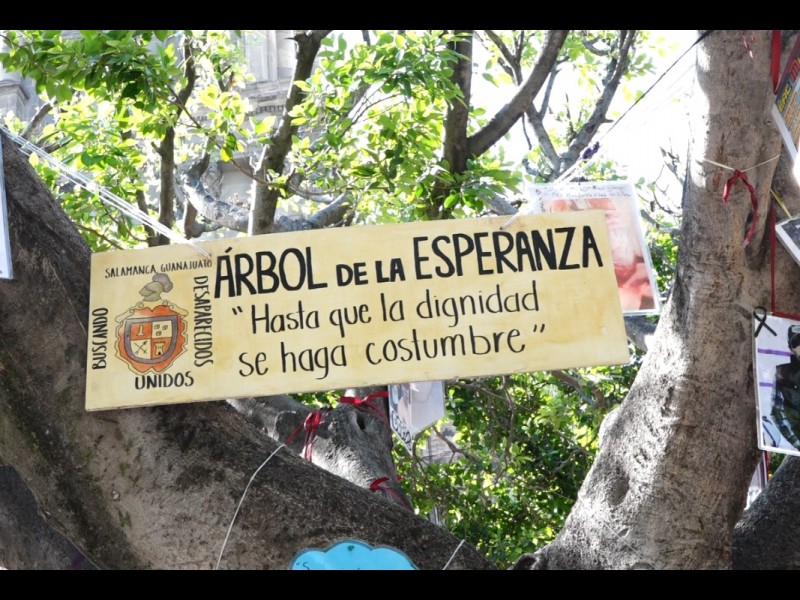 SALAMANCA GUANAJUATO
BUSCANDO
DESAPARECIDOS
UNIDOS
ÁRBOL DE LA ESPERANZA
"Hasta que la dignidad
se haga costumbre"